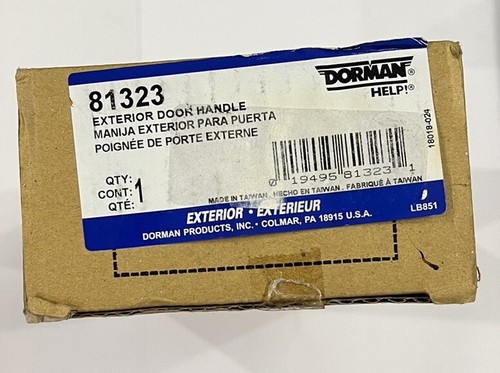 DORMAN®
HELP!®
81323
EXTERIOR DOOR HANDLE
MANIJA EXTERIOR PARA PUERTA
POIGNÉE DE PORTE EXTERNE
18018-024
QTY:
CONT: 1
QTÉ:
0 19495 81323 1
MADE IN TAIWAN . HECHO EN TAIWAN . FABRIQUÉ À TAIWAN
EXTERIOR • EXTERIEUR
LB851
DORMAN PRODUCTS, INC. • COLMAR, PA 18915 U.S.A.